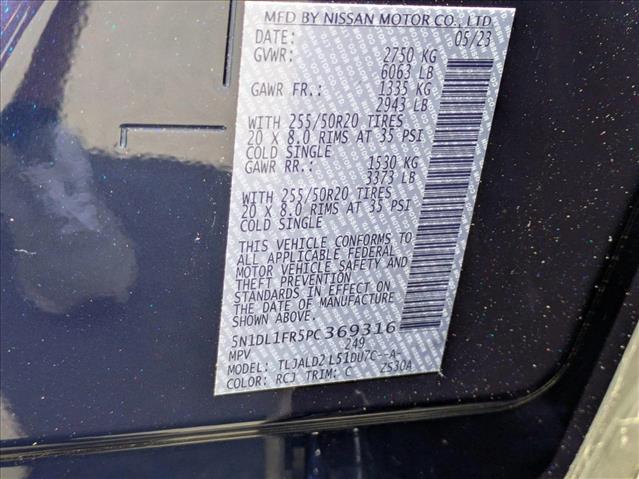 MFD BY NISSAN MOTOR CO., LTD
DATE: 05/23
GVWR: 2750 KG
6063 LB
GAWR FR.: 1335 KG
2943 LB
WITH 255/50R20 TIRES
20 X 8.0 RIMS AT 35 PSI
COLD SINGLE
GAWR RR.: 1530 KG
3373 LB
WITH 255/50R20 TIRES
20 X 8.0 RIMS AT 35 PSI
COLD SINGLE
THIS VEHICLE CONFORMS TO
ALL APPLICABLE FEDERAL
MOTOR VEHICLE SAFETY AND
THEFT PREVENTION
STANDARDS IN EFFECT ON
THE DATE OF MANUFACTURE
SHOWN ABOVE.
5N1DL1FR5PC369316
MPV 249
MODEL: TLJALD2 L51DU7C--A-
COLOR: RCJ TRIM: C 2530A